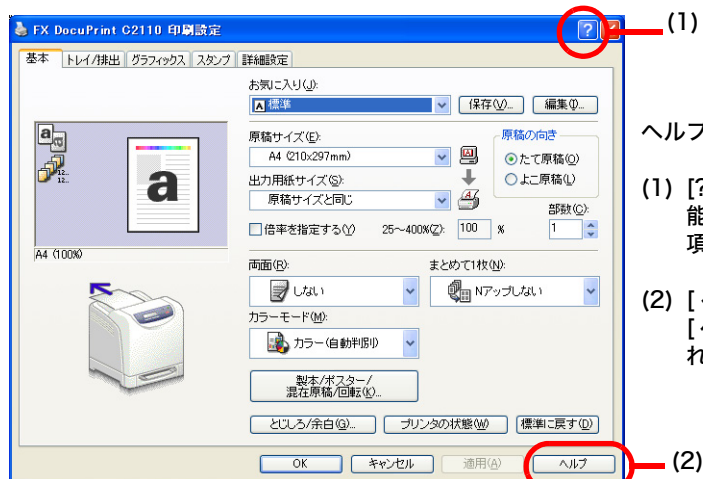 FX DocuPrint C2110 印刷設定
(1)
基本 トレイ/排出 グラフィックス スタンプ 詳細設定
お気に入り(J):
標準 保存(V)... 編集(I)...
原稿サイズ(E):
A4 (210x297mm)
原稿の向き
たて原稿(O)
よこ原稿(L)
出力用紙サイズ(S):
原稿サイズと同じ
部数(C):
倍率を指定する(Y) 25~400%(Z): 100 % 1
a
a
12..
12..
A4 (100%)
両面(R): まとめて1枚(N):
しない Nアップしない
カラーモード(M):
カラー(自動判別)
製本/ポスター/
混在原稿/回転(K)...
とじしろ/余白(G)... プリンタの状態(W) 標準に戻す(D)
OK キャンセル 適用(A) ヘルプ
(2)
ヘルプ
(1) [?
能
項
(2) [
[
れ